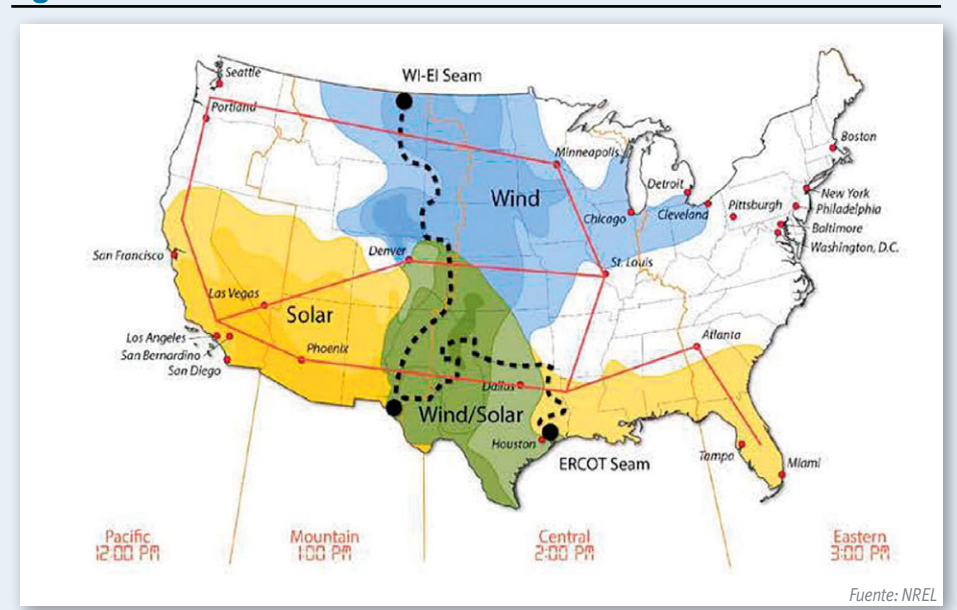 WI-EI Seam
Seattle
Portland
Minneapolis
Boston
Wind
Detroit
New York
Chicago
Cleveland
Pittsburgh
Philadelphia
Baltimore
Washington, D.C.
San Francisco
Denver
St. Louis
Las Vegas
Solar
Los Angeles
San Bernardino
San Diego
Phoenix
Atlanta
Dallas
Wind/Solar
Houston
ERCOT Seam
Tampa
Miami
Pacific
12:00 PM
Mountain
1:00 PM
Central
2:00 PM
Eastern
3:00 PM
Fuente: NREL